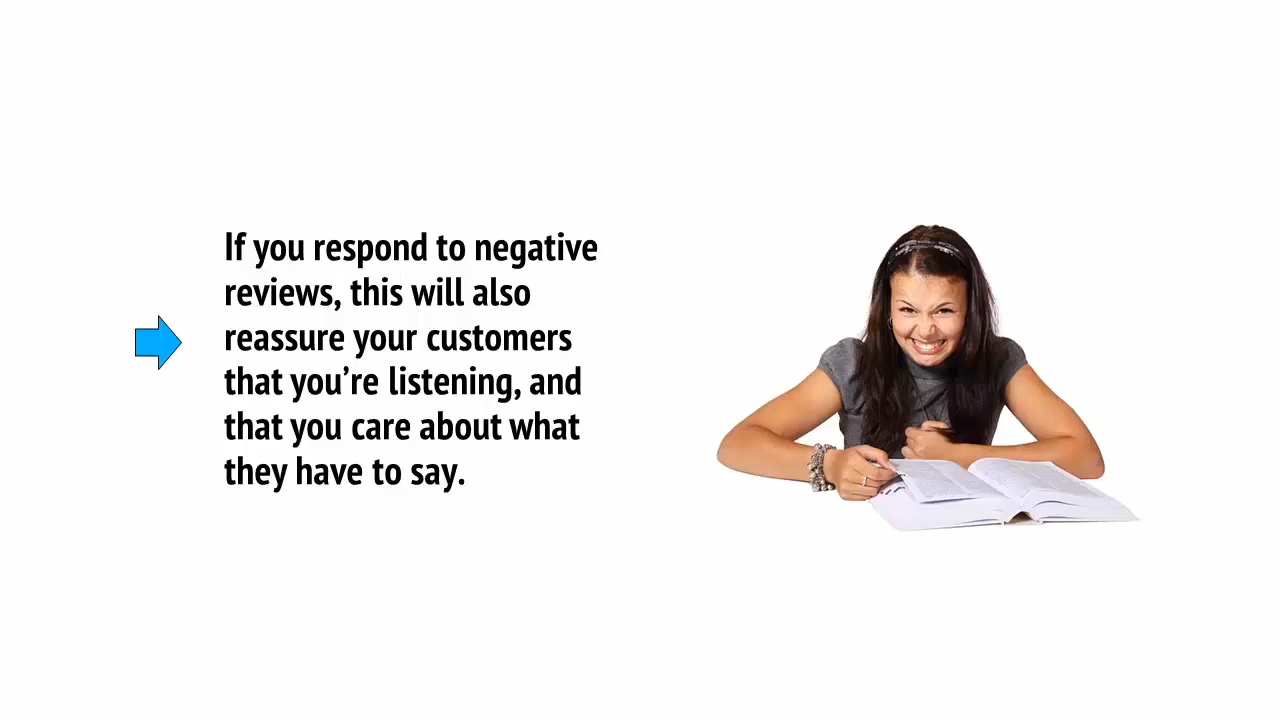 If you respond to negative
reviews, this will also
reassure your customers
that you’re listening, and
that you care about what
they have to say.